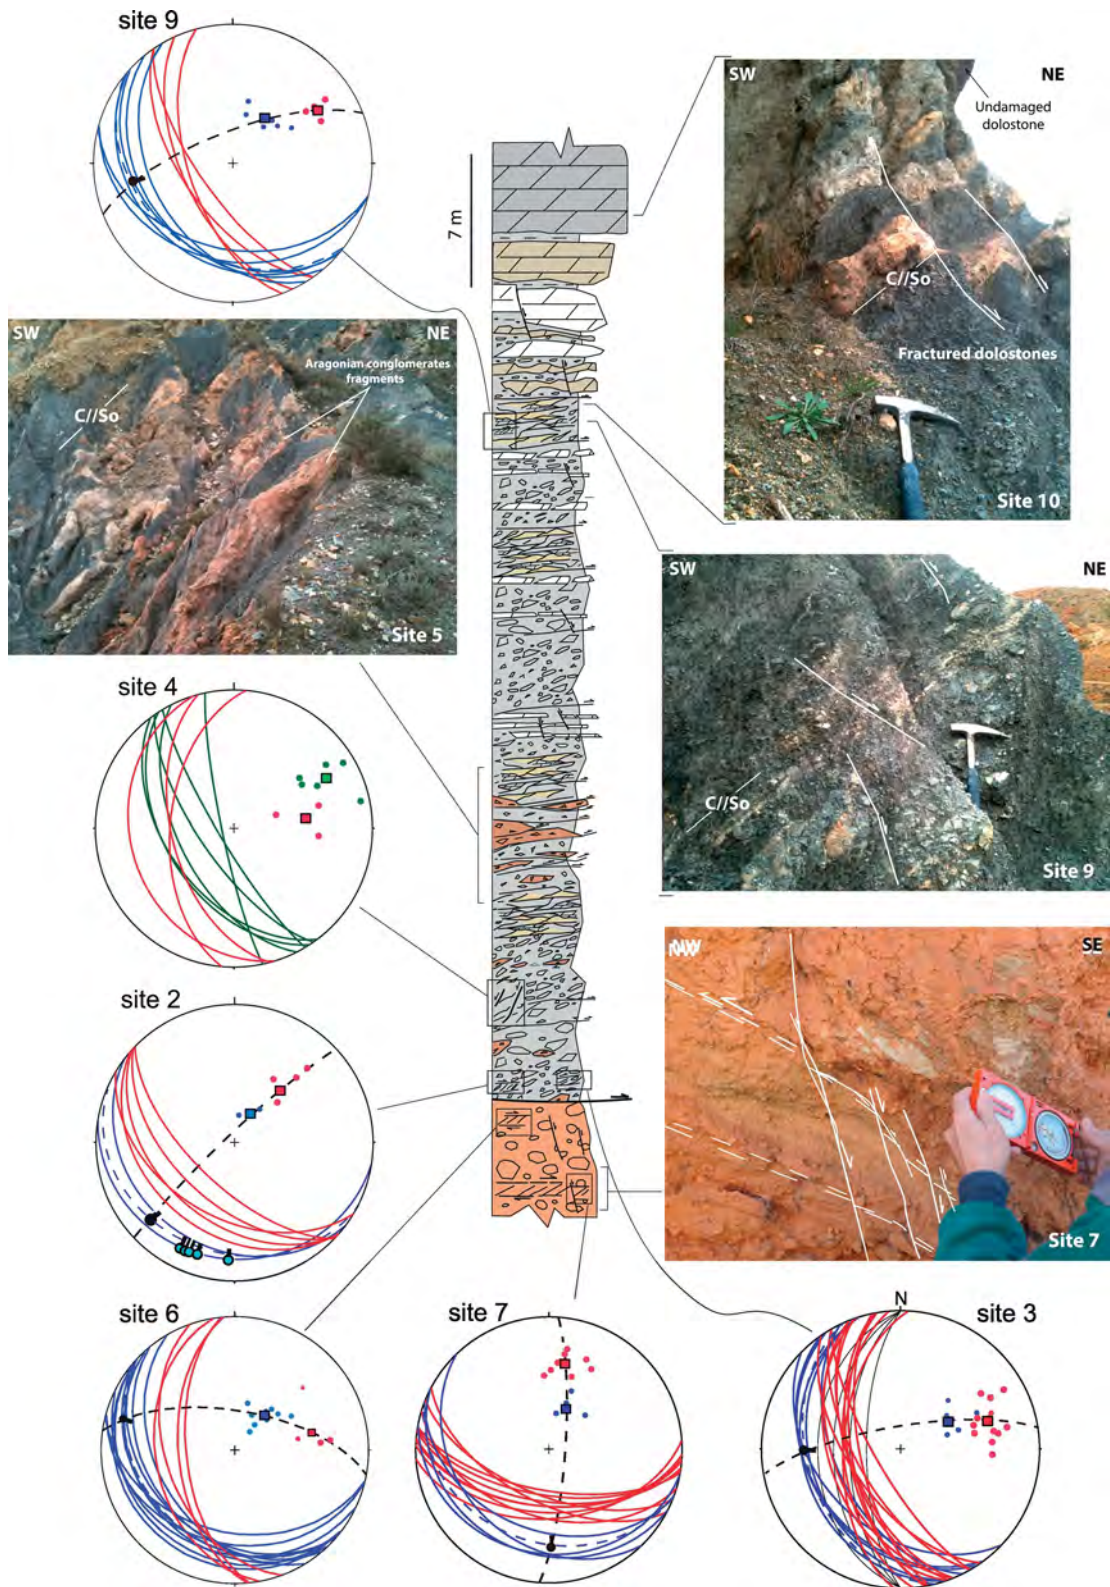 site 9
SW
NE
Undamaged
dolostone
C//So
Fractured dolostones
Site 10
7 m
SW
NE
Aragonian conglomerates
fragments
C//So
Site 5
SW
NE
C//So
Site 9
site 4
site 2
SE
Site 7
site 6
site 7
N
site 3